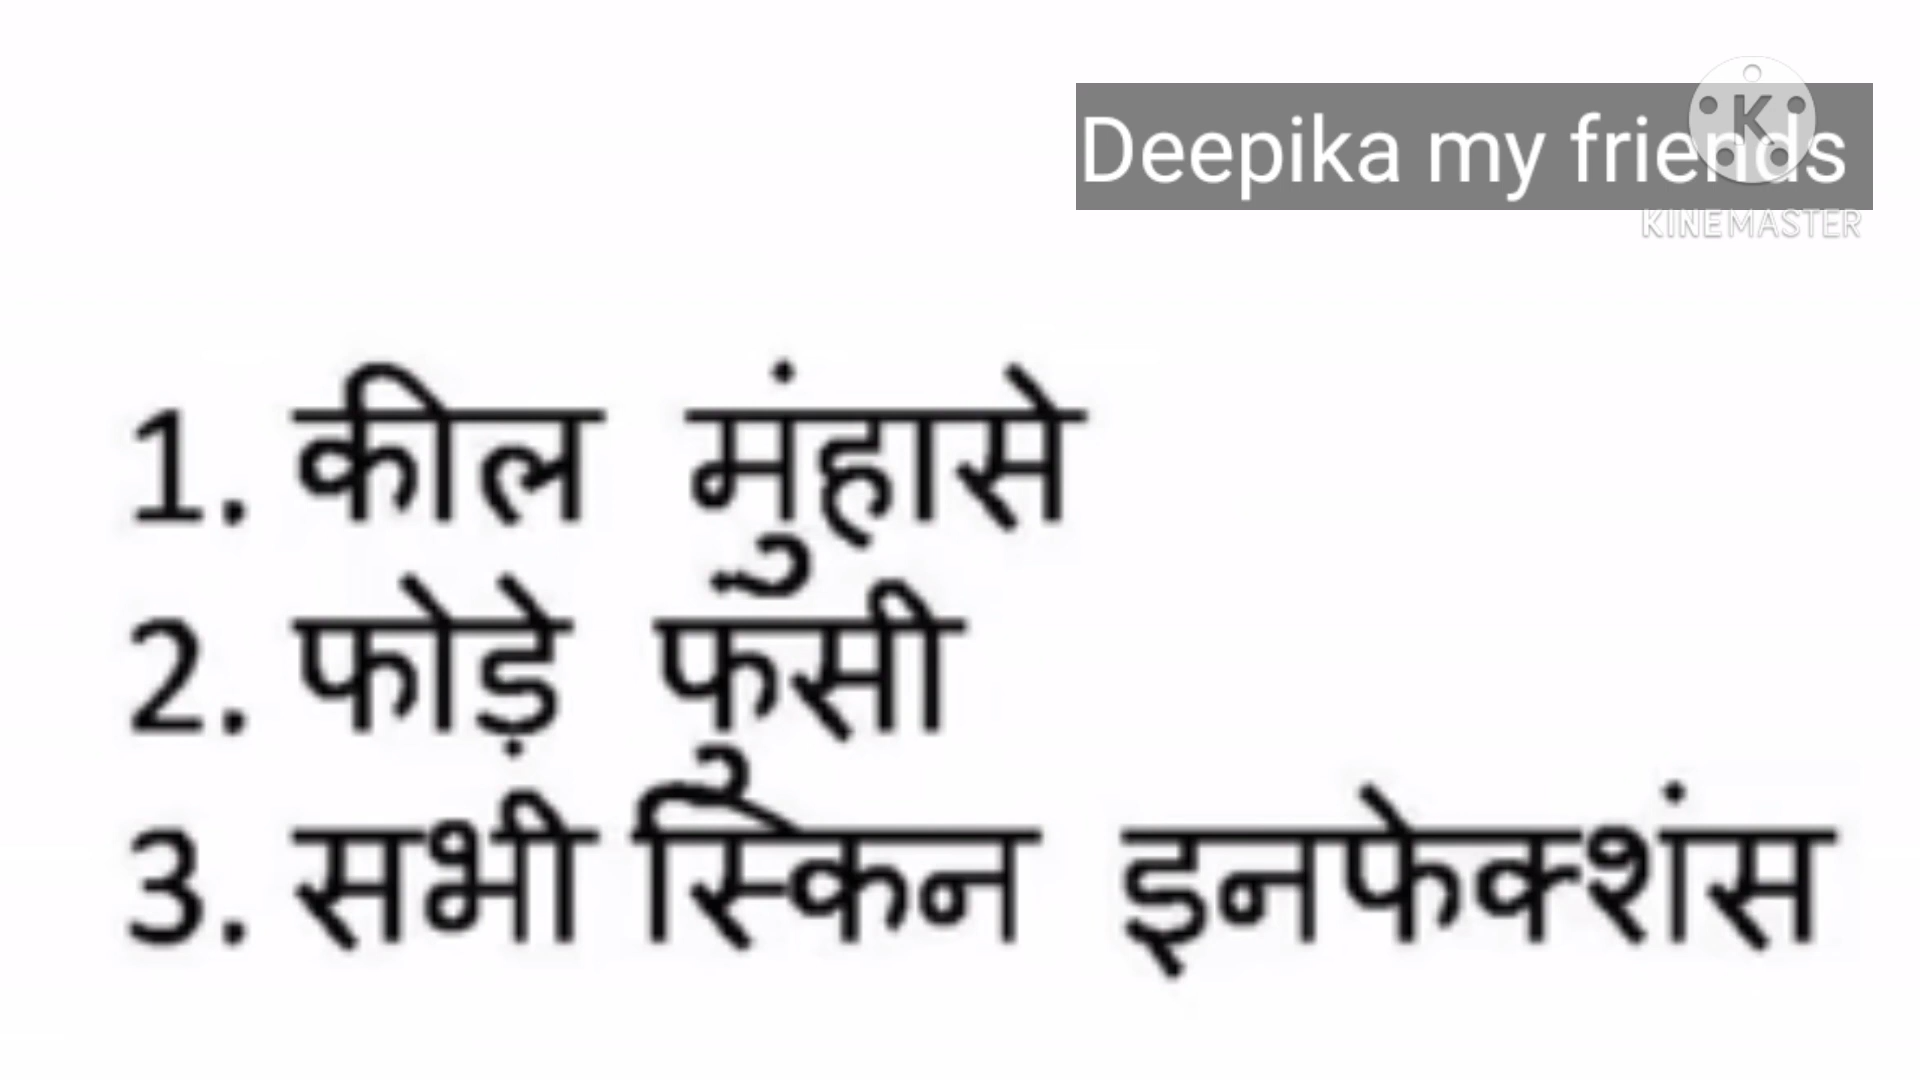 Deepika my friends
K
KINEMASTER
1. कील मुंहासे
2. फोड़े फुसी
3. सभी स्किन इनफेक्शंस